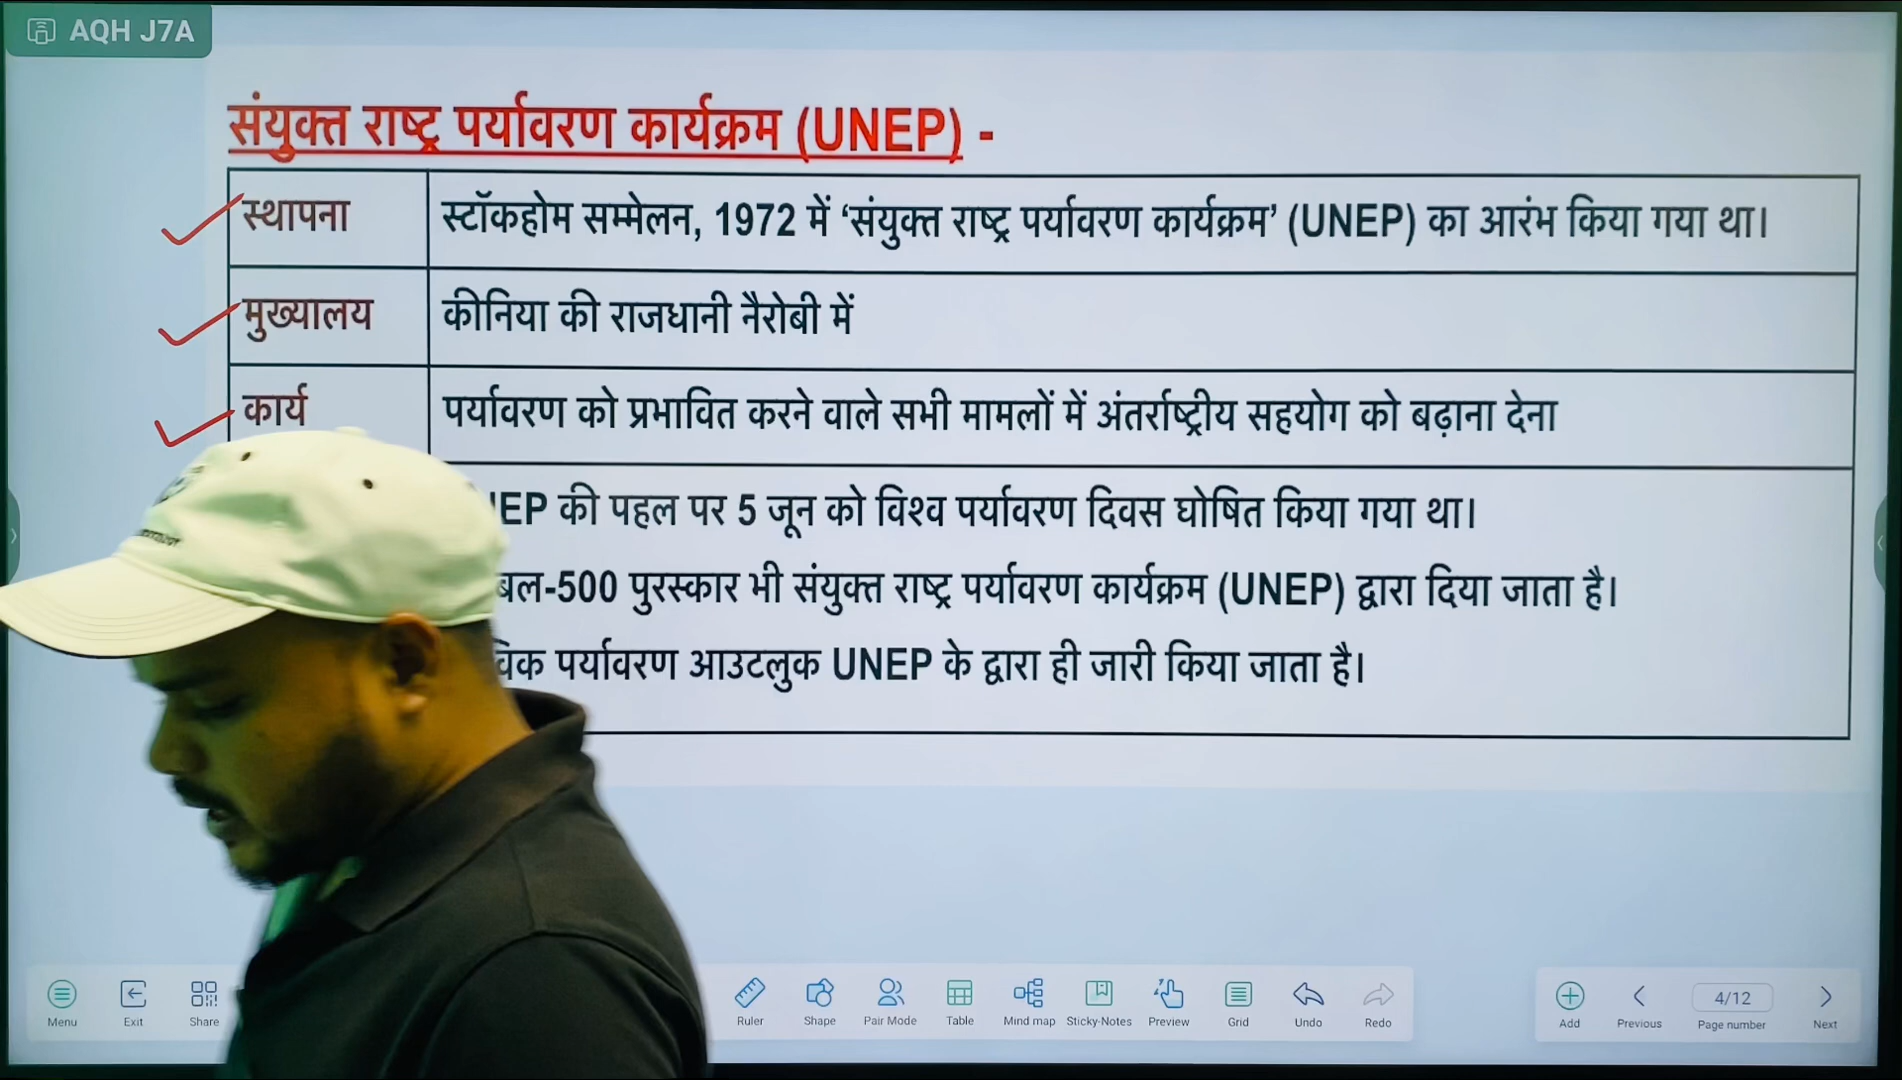 AQH J7A
संयुक्त राष्ट्र पर्यावरण कार्यक्रम (UNEP) -
स्थापना स्टॉकहोम सम्मेलन, 1972 में ‘संयुक्त राष्ट्र पर्यावरण कार्यक्रम’ (UNEP) का आरंभ किया गया था।
मुख्यालय कीनिया की राजधानी नैरोबी में
कार्य पर्यावरण को प्रभावित करने वाले सभी मामलों में अंतर्राष्ट्रीय सहयोग को बढ़ाना देना
की पहल पर 5 जून को विश्व पर्यावरण दिवस घोषित किया गया था।
पुरस्कार भी संयुक्त राष्ट्र पर्यावरण कार्यक्रम (UNEP) द्वारा दिया जाता है।
पर्यावरण आउटलुक UNEP के द्वारा ही जारी किया जाता है।
Menu Exit Share Ruler Shape Pair Mode Table Mind map Sticky-Notes Preview Grid Undo Redo Add Previous 4/12 Page number Next